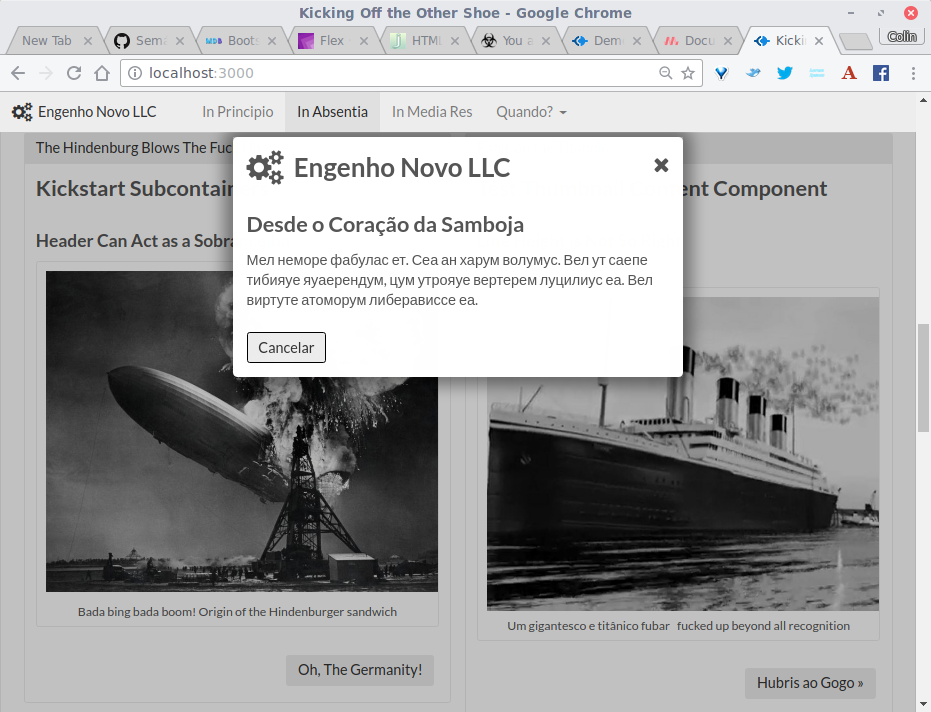 Kicking Off the Other Shoe - Google Chrome
New Tab
Sema
Boots
Flex
HTML
You a
Demo
Docu
Kicki
Colin
localhost:3000
Engenho Novo LLC
In Principio
In Absentia
In Media Res
Quando?
The Hindenburg Blows The Fuc
Engenho Novo LLC
Kickstart Subcontain
ent Component
Desde o Coração da Samboja
Header Can Act as a Sobra
Мел неморе фабулас ет. Сеа ан харум волумус. Вел ут саепе
тибияуе яуаерендум, цум утрояуе вертерем луцилиус еа. Вел
виртуте атоморум либерависсе еа.
Cancelar
Bada bing bada boom! Origin of the Hindenburger sandwich
Um gigantesco e titânico fubar fucked up beyond all recognition
Oh, The Germanity!
Hubris ao Gogo »